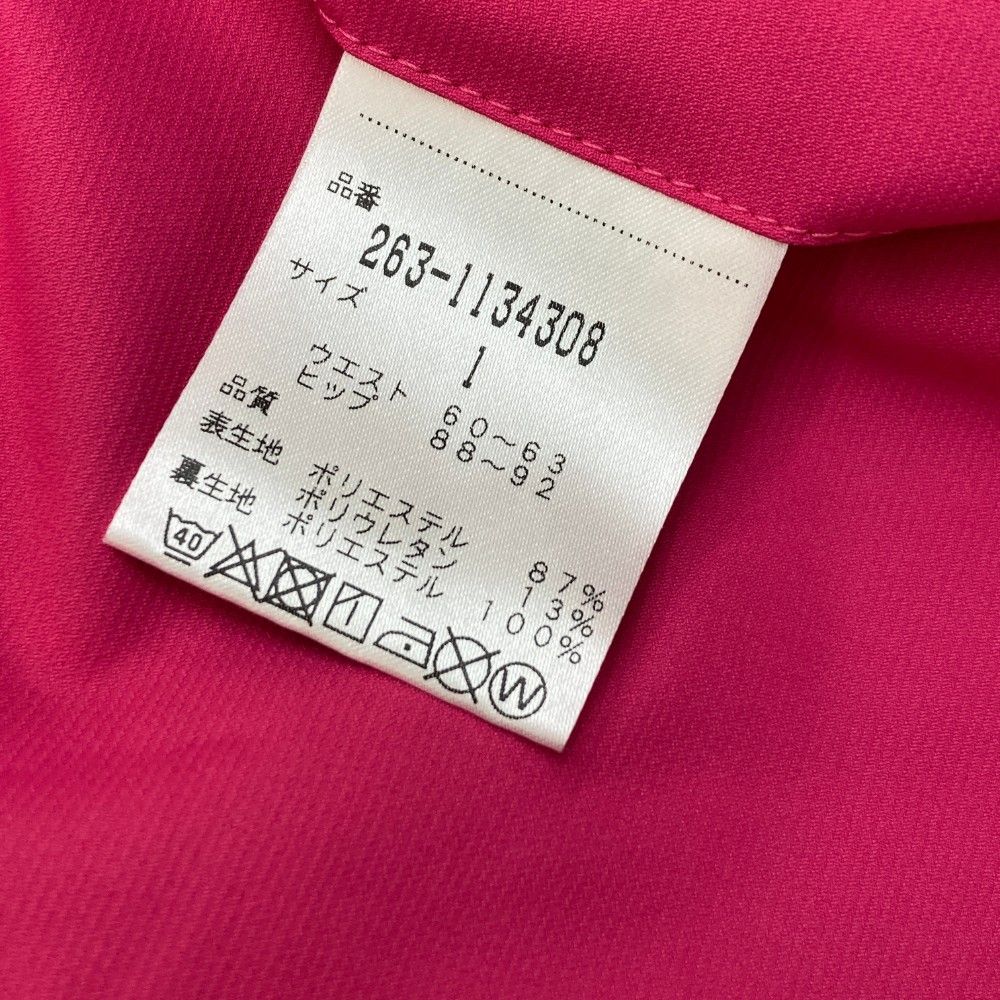 品番
263-1134308
サイズ
1
ウエスト 60~63
ヒップ 88~92
品質
表生地 ポリエステル 87%
ポリウレタン 13%
裏生地 ポリエステル 100%
40
W